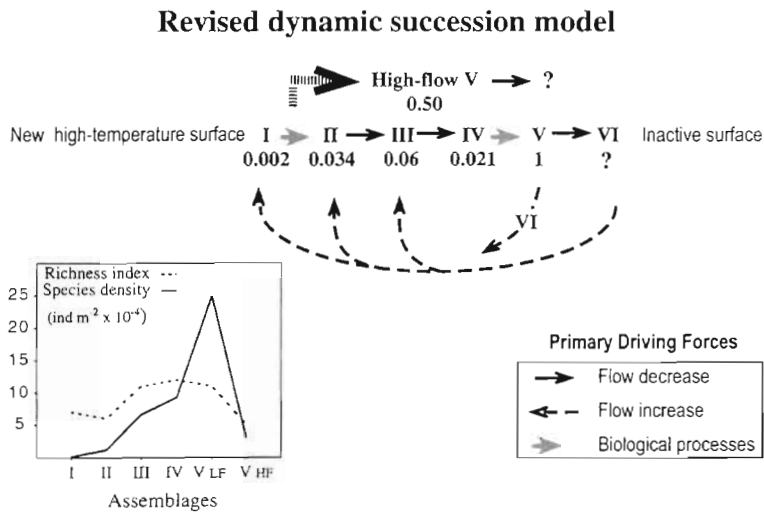 Revised dynamic succession model
High-flow V ?
0.50
New high-temperature surface I II III IV V VI Inactive surface
0.002 0.034 0.06 0.021 1 ?
VI
Richness index
Species density
(ind m⁻² x 10⁻⁴)
25
20
15
10
5
I II III IV V LF V HF
Assemblages
Primary Driving Forces
Flow decrease
Flow increase
Biological processes